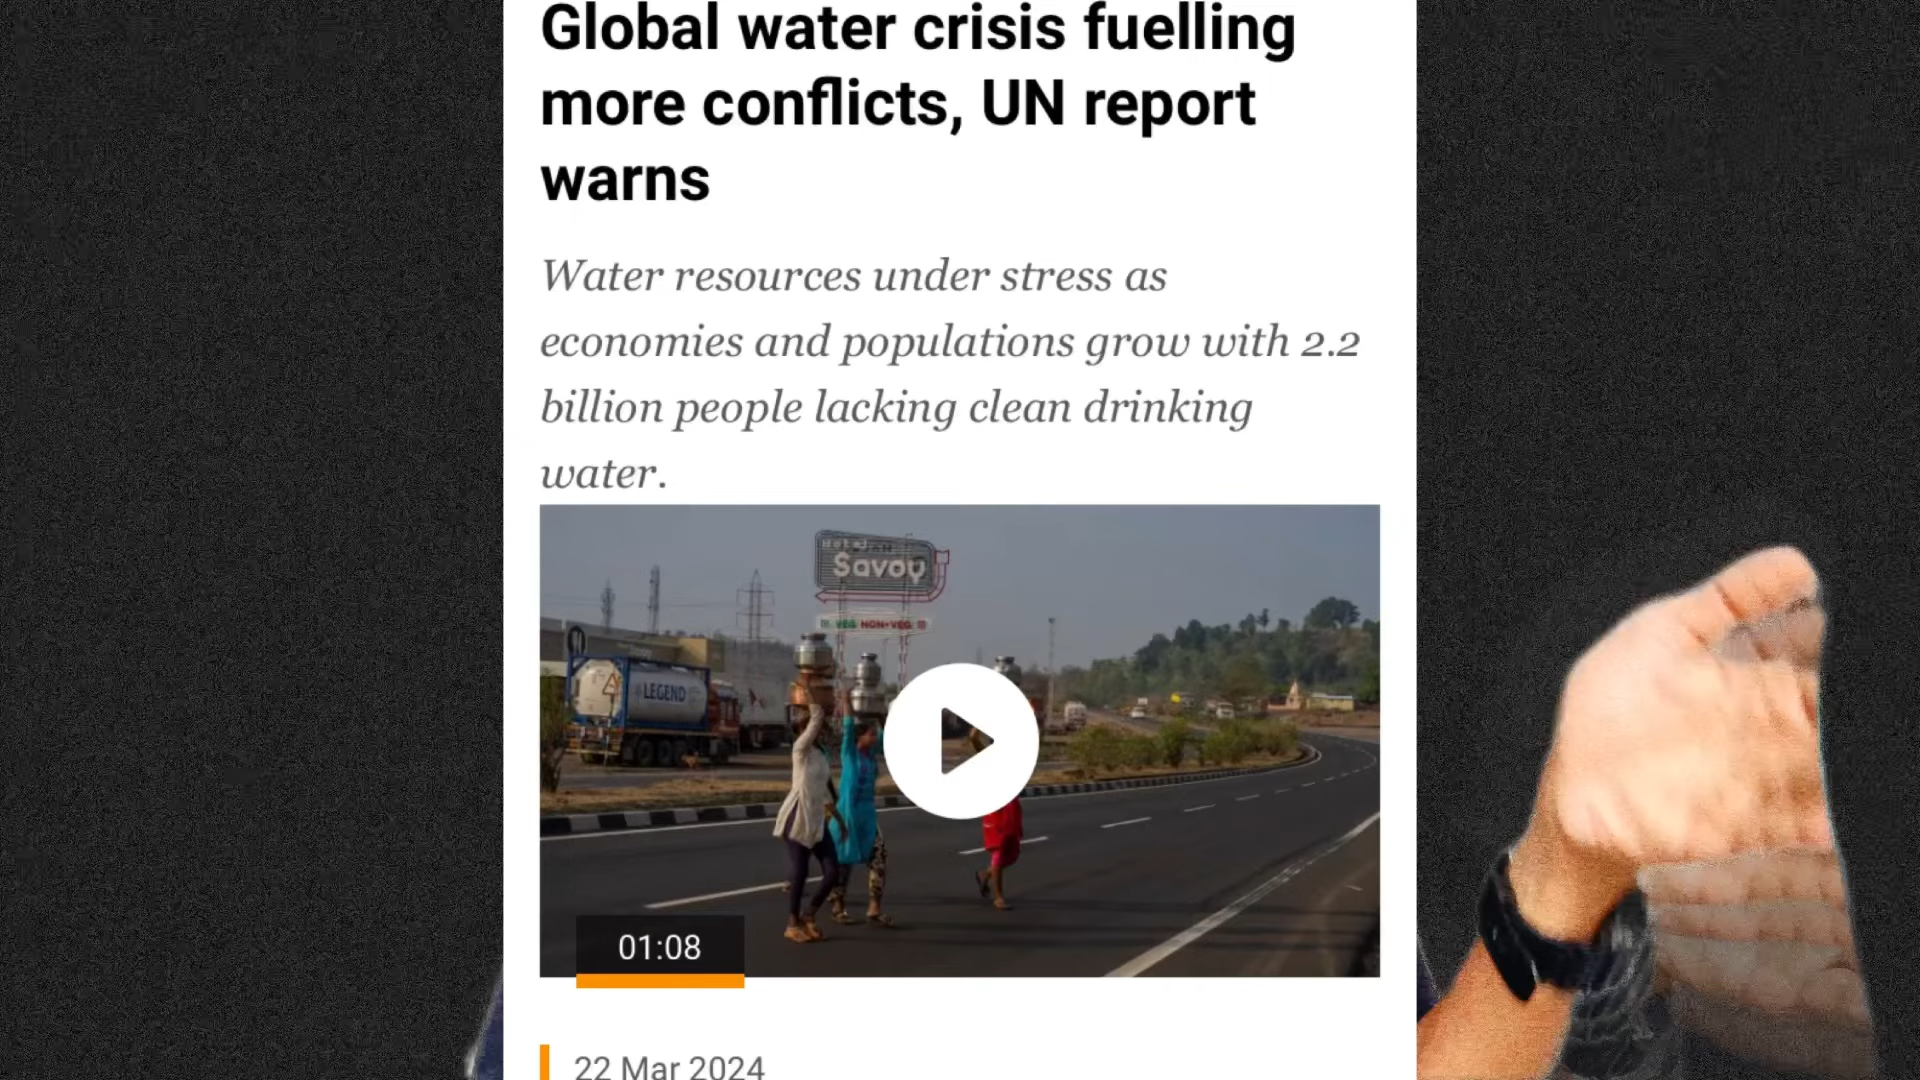 Global water crisis fuelling
more conflicts, UN report
warns
Water resources under stress as
economies and populations grow with 2.2
billion people lacking clean drinking
water.
Savoy
VEG NON-VEG
LEGEND
01:08
22 Mar 2024